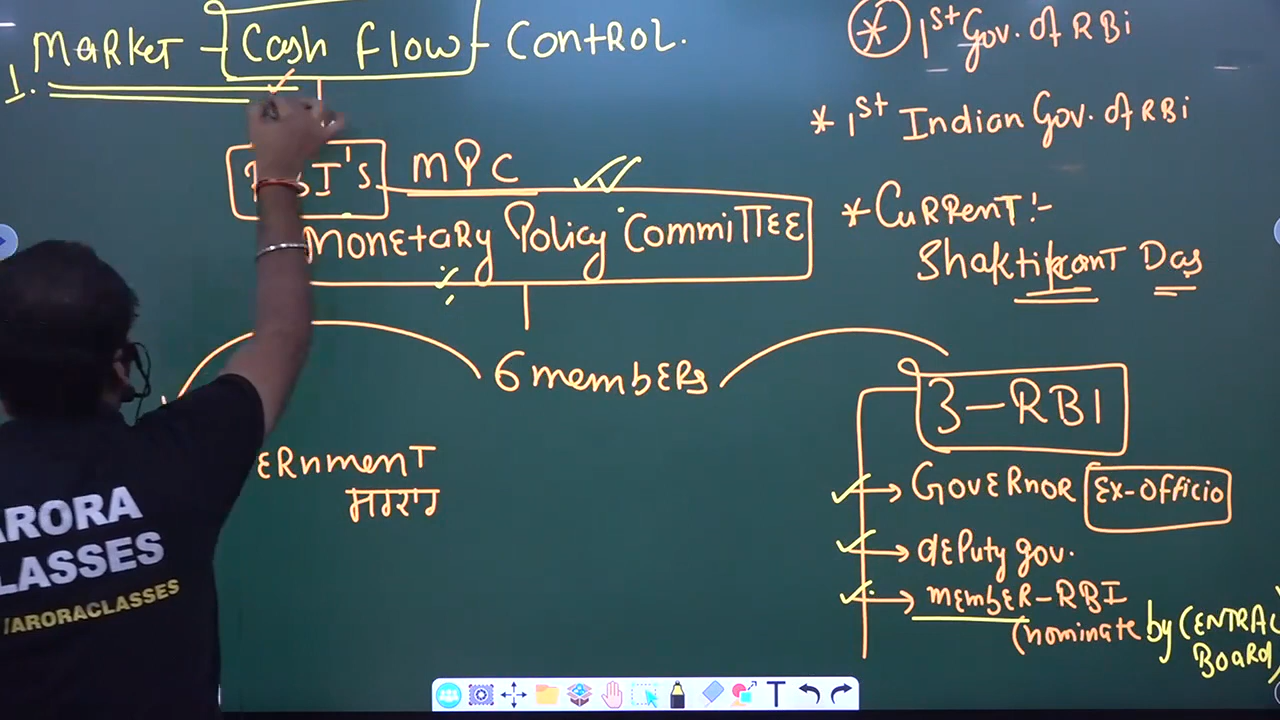 1. MARKET - Cash flow - CONTROL.
I'S MPC
MONETARY POLICY COMMITTEE
6 MEMBERS
ERNMENT
ਸਰਕਾਰ
* 1st Gov. of RBI
* 1st Indian Gov. of RBI
* CURRENT:-
Shaktikant Das
3-RBI
GOVERNOR EX-OFFICIO
dEPuty gov.
MEMBER-RBI
(nominate by CENTRAL
BOARD)
ARORA
LASSES
/ARORACLASSES
T